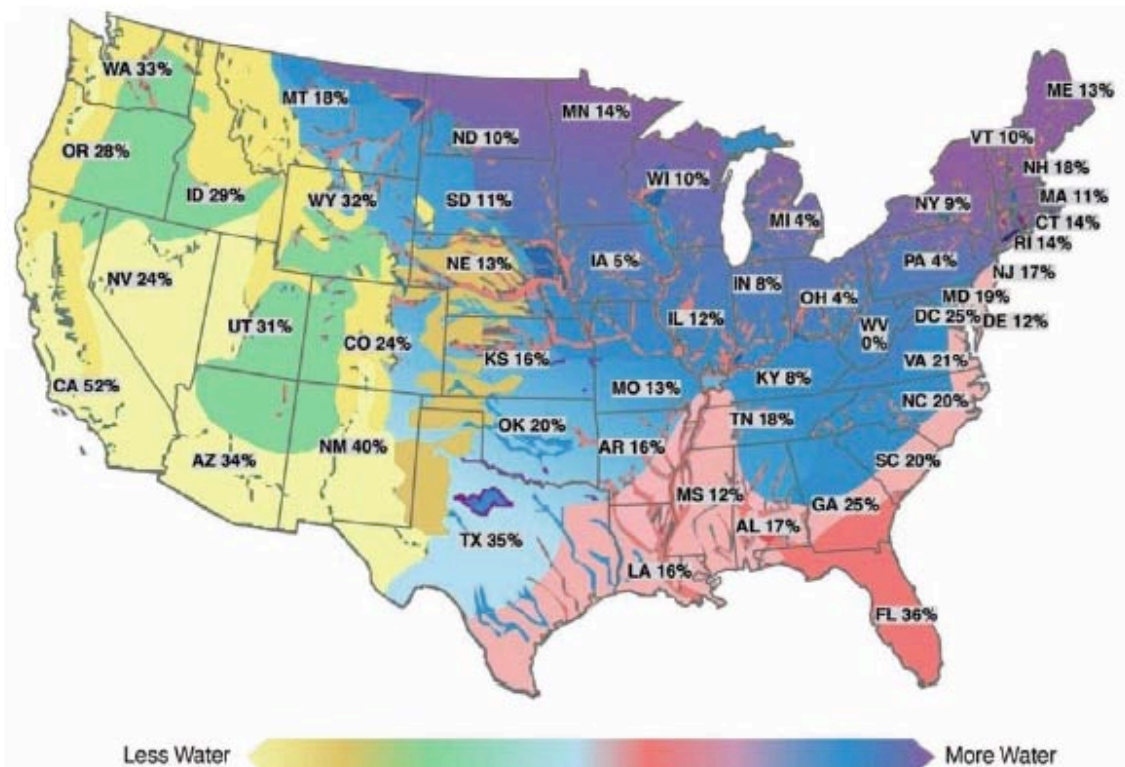 WA 33%
MT 18%
ND 10%
MN 14%
ME 13%
VT 10%
NH 18%
OR 28%
ID 29%
WY 32%
SD 11%
WI 10%
MI 4%
NY 9%
MA 11%
CT 14%
RI 14%
NV 24%
UT 31%
CO 24%
NE 13%
IA 5%
IL 12%
IN 8%
OH 4%
PA 4%
NJ 17%
MD 19%
DC 25%
DE 12%
WV
0%
VA 21%
CA 52%
KS 16%
MO 13%
KY 8%
NC 20%
AZ 34%
NM 40%
OK 20%
AR 16%
TN 18%
SC 20%
TX 35%
MS 12%
AL 17%
GA 25%
LA 16%
FL 36%
Less Water
More Water